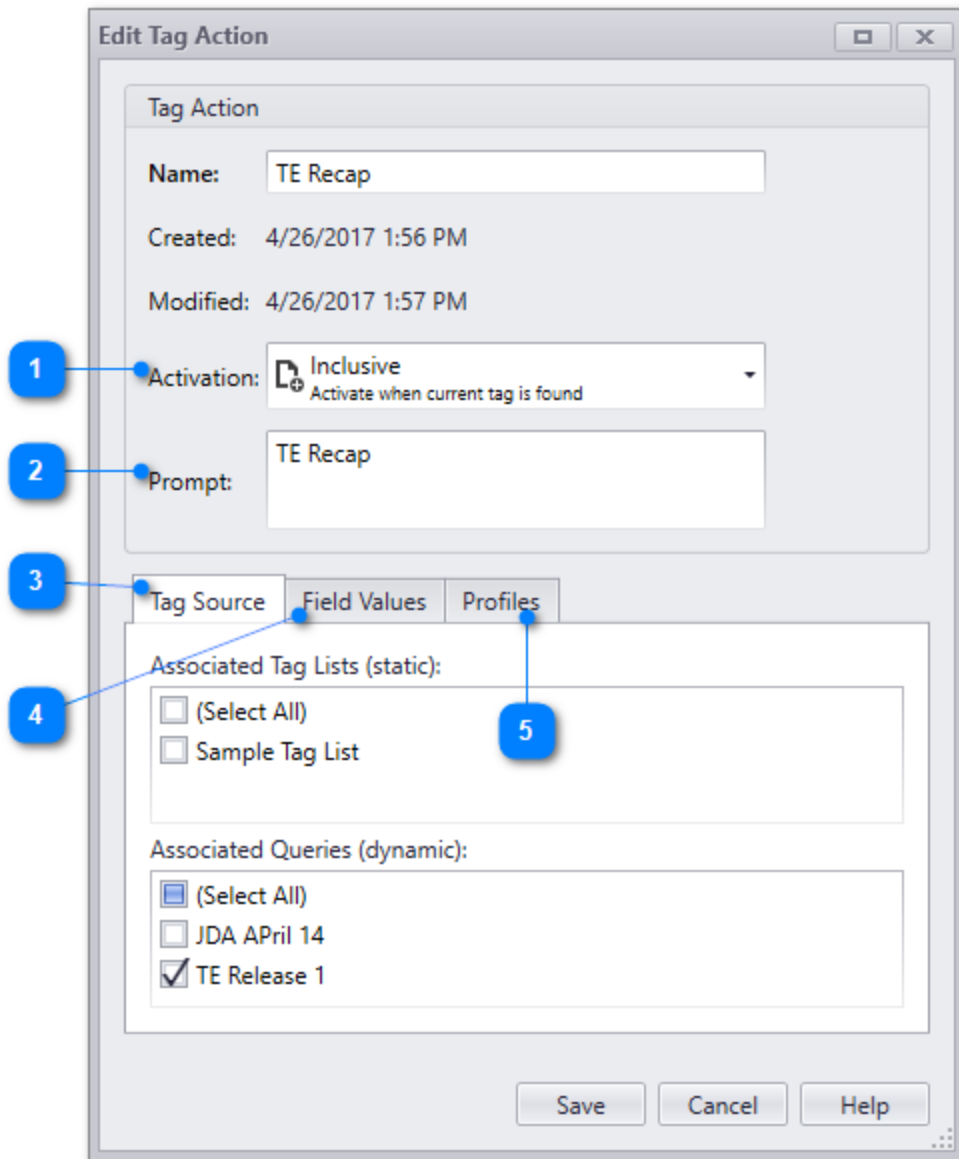 Edit Tag Action
Tag Action
Name: TE Recap
Created: 4/26/2017 1:56 PM
Modified: 4/26/2017 1:57 PM
1
Activation: Inclusive
Activate when current tag is found
2
Prompt: TE Recap
3
Tag Source Field Values Profiles
Associated Tag Lists (static):
4
(Select All)
5
Sample Tag List
Associated Queries (dynamic):
(Select All)
JDA APril 14
TE Release 1
Save Cancel Help